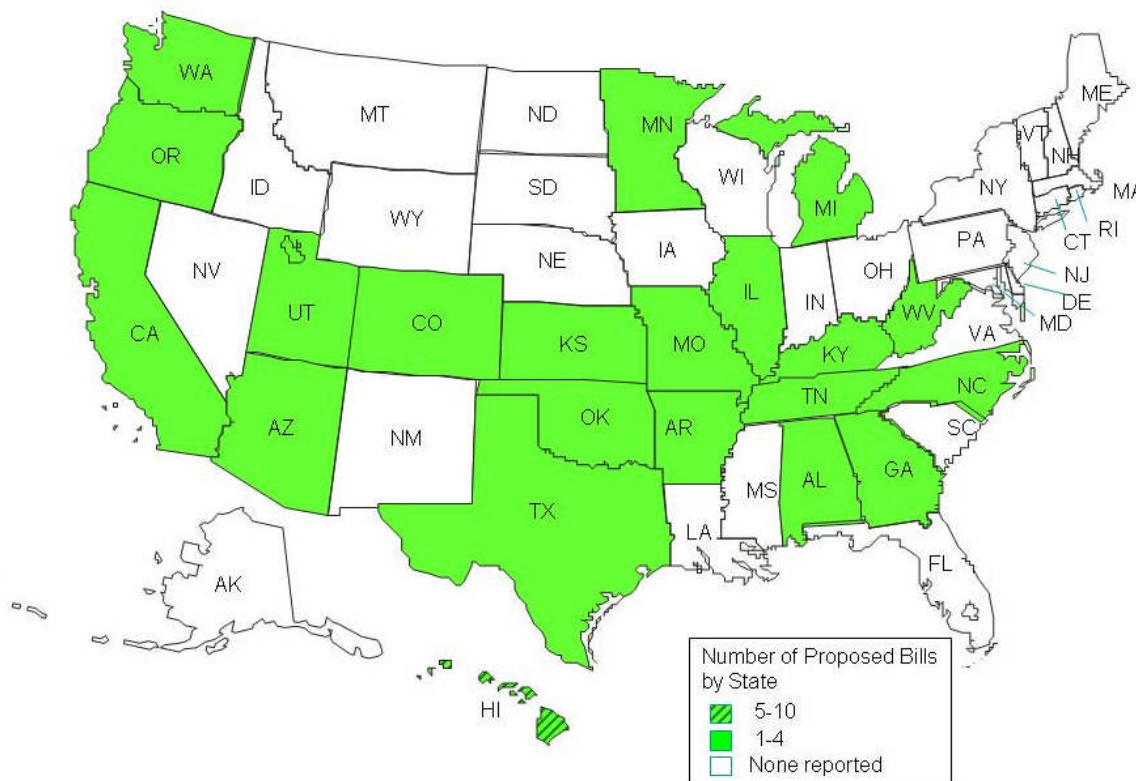 WA
MT
ND
MN
ME
VT
NH
OR
ID
SD
WI
MI
NY
MA
RI
CT
WY
IA
PA
NJ
NV
NE
OH
DE
MD
UT
CO
IL
IN
WV
VA
CA
KS
MO
KY
NC
AZ
NM
OK
AR
TN
SC
TX
MS
AL
GA
LA
FL
AK
HI
Number of Proposed Bills
by State
5-10
1-4
None reported